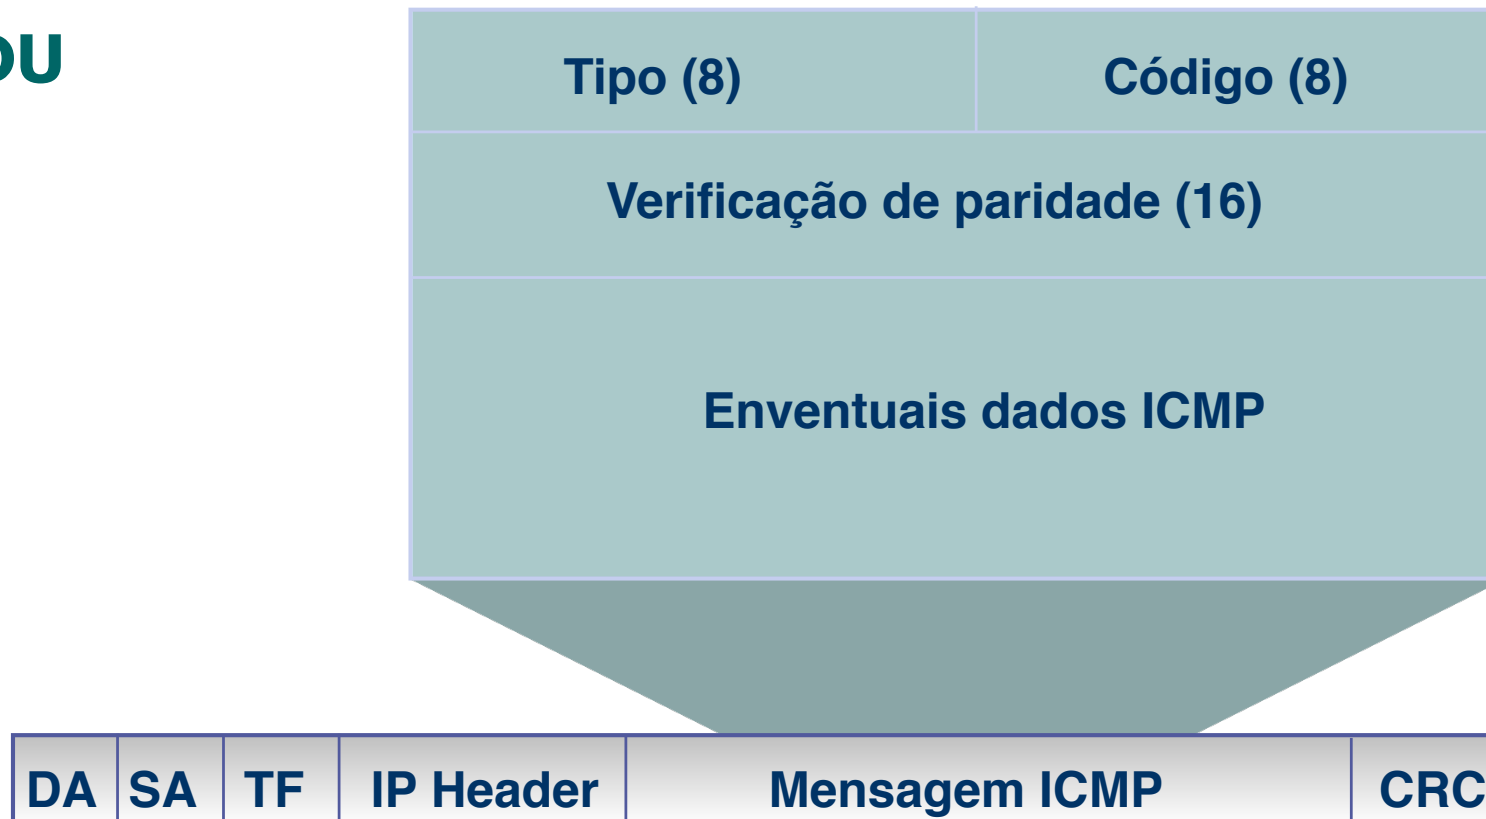 DU
Tipo (8) Código (8)
Verificação de paridade (16)
Enventuais dados ICMP
DA SA TF IP Header Mensagem ICMP CRC